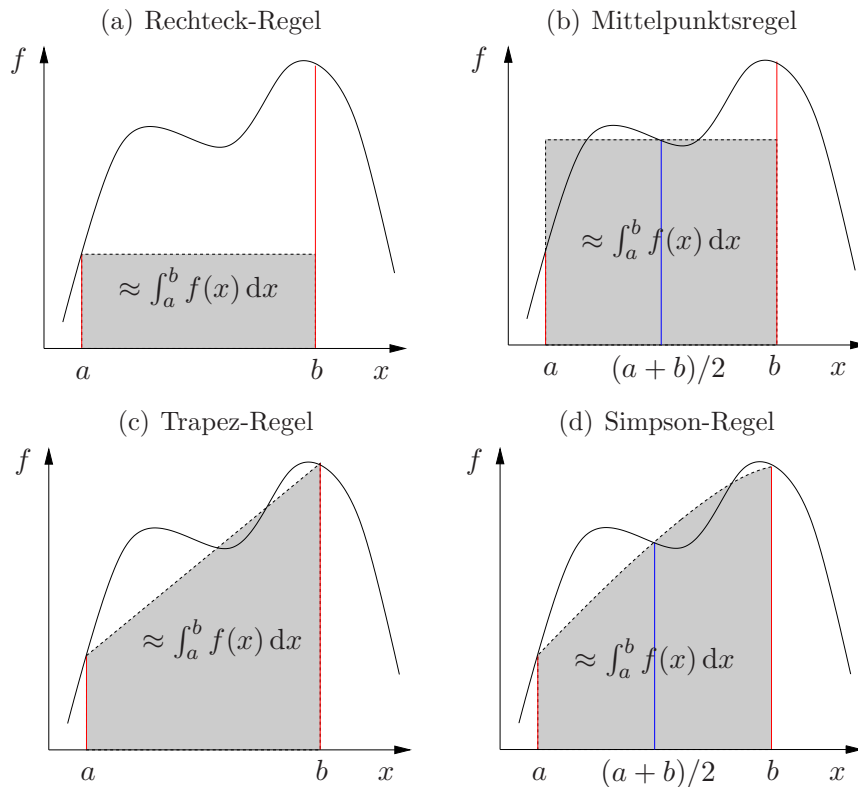 (a) Rechteck-Regel
f
≈ ∫_a^b f(x) dx
a b x
(b) Mittelpunktsregel
f
≈ ∫_a^b f(x) dx
a (a + b)/2 b x
(c) Trapez-Regel
f
≈ ∫_a^b f(x) dx
a b x
(d) Simpson-Regel
f
≈ ∫_a^b f(x) dx
a (a + b)/2 b x